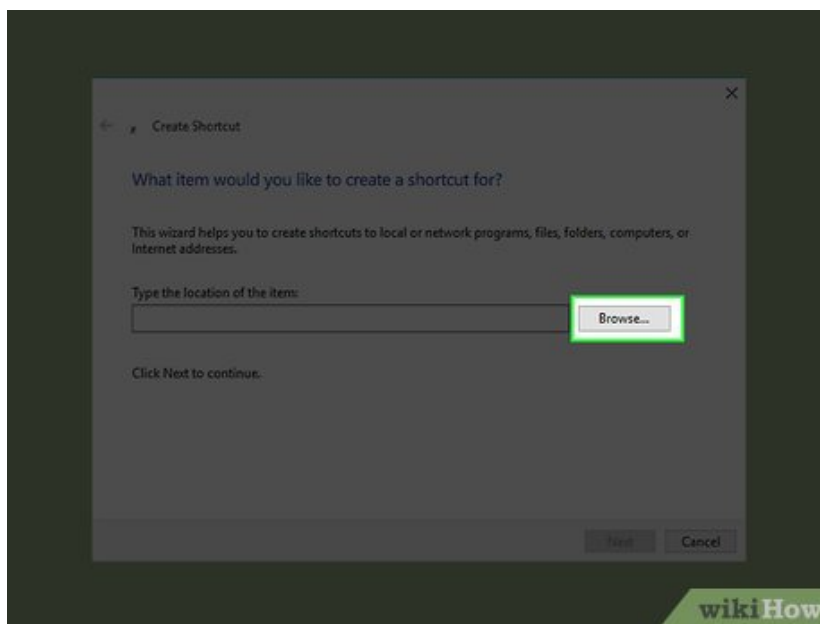 Create Shortcut
What item would you like to create a shortcut for?
This wizard helps you to create shortcuts to local or network programs, files, folders, computers, or
Internet addresses.
Type the location of the item:
Browse...
Click Next to continue.
Next
Cancel
wikiHow